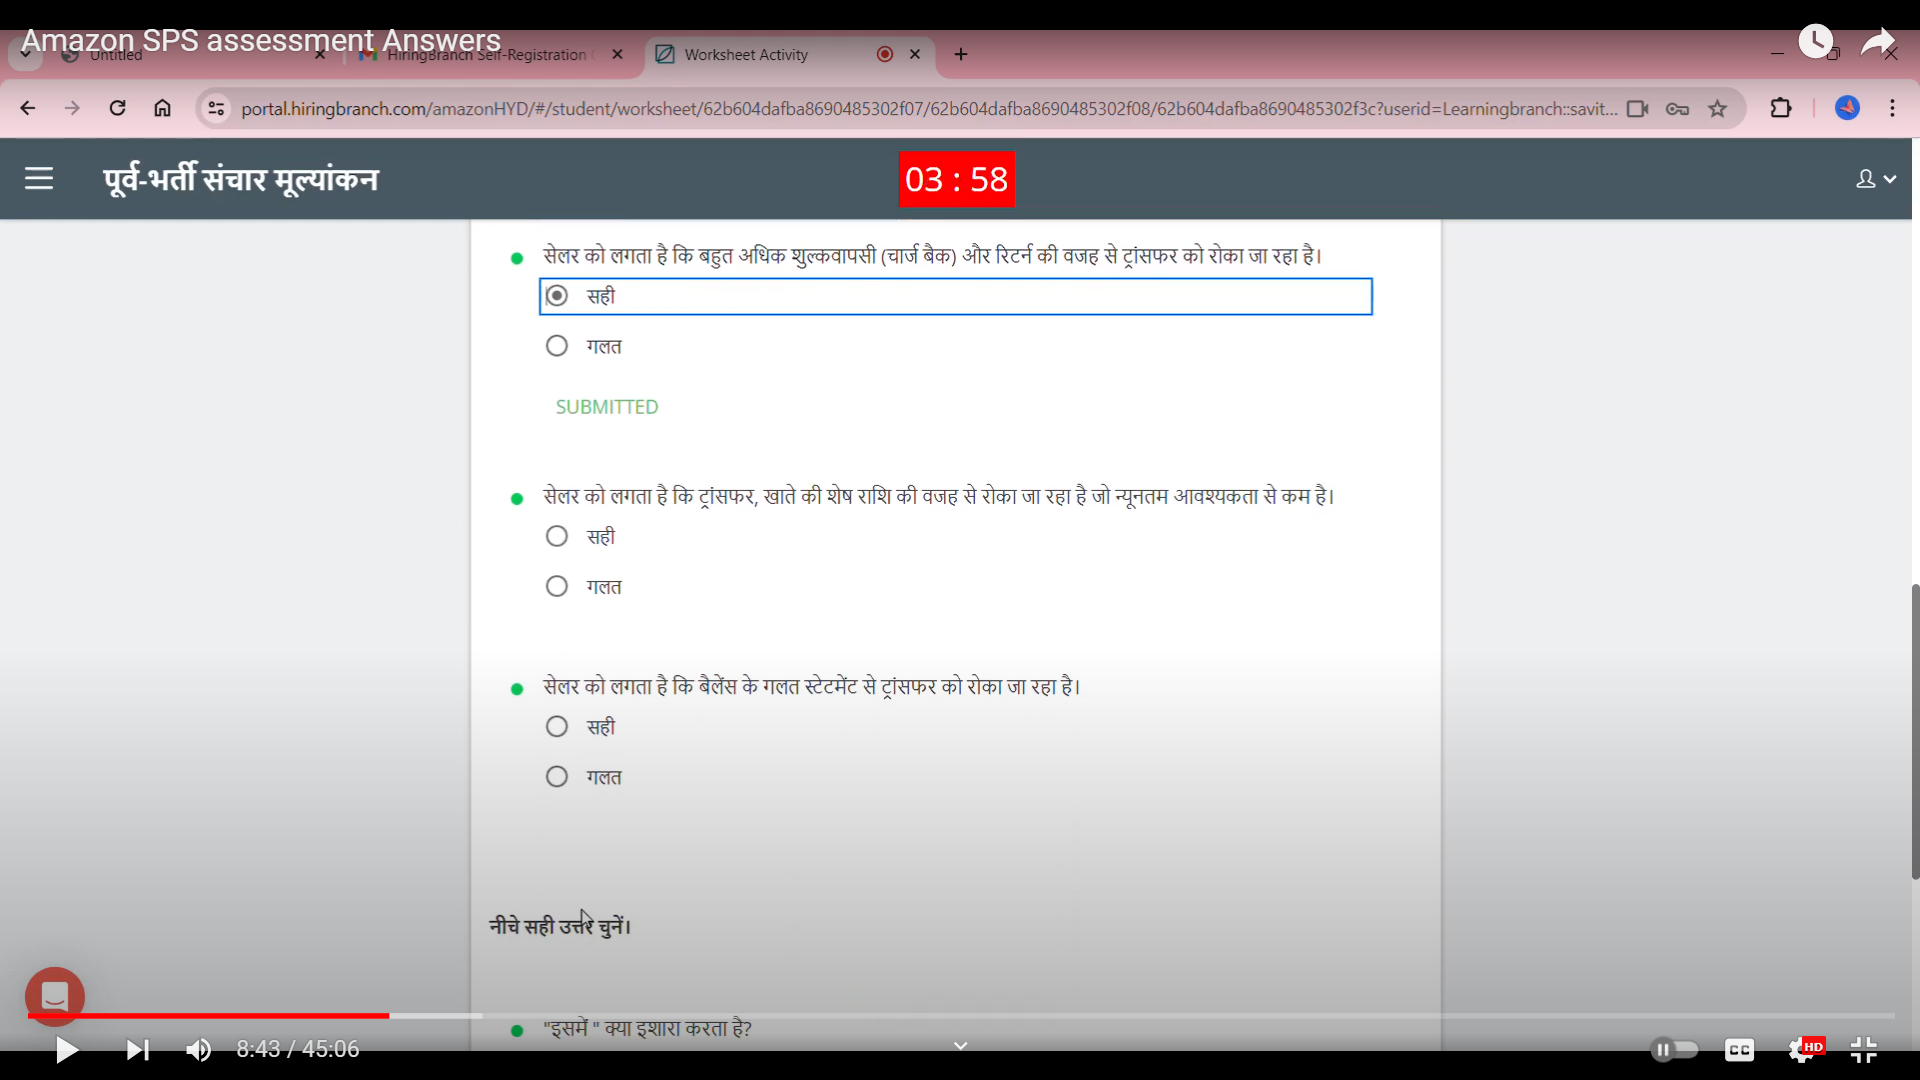 Amazon SPS assessment Answers
Untitled
HiringBranch Self-Registration
Worksheet Activity
portal.hiringbranch.com/amazonHYD/#/student/worksheet/62b604dafba8690485302f07/62b604dafba8690485302f08/62b604dafba8690485302f3c?userid=Learningbranch::savit...
पूर्व-भर्ती संचार मूल्यांकन
03 : 58
सेलर को लगता है कि बहुत अधिक शुल्कवापसी (चार्ज बैक) और रिटर्न की वजह से ट्रांसफर को रोका जा रहा है।
सही
गलत
SUBMITTED
सेलर को लगता है कि ट्रांसफर, खाते की शेष राशि की वजह से रोका जा रहा है जो न्यूनतम आवश्यकता से कम है।
सही
गलत
सेलर को लगता है कि बैलेंस के गलत स्टेटमेंट से ट्रांसफर को रोका जा रहा है।
सही
गलत
नीचे सही उत्तर चुनें।
"इसमें " क्या इशारा करता है?
8:43 / 45:06
CC
HD